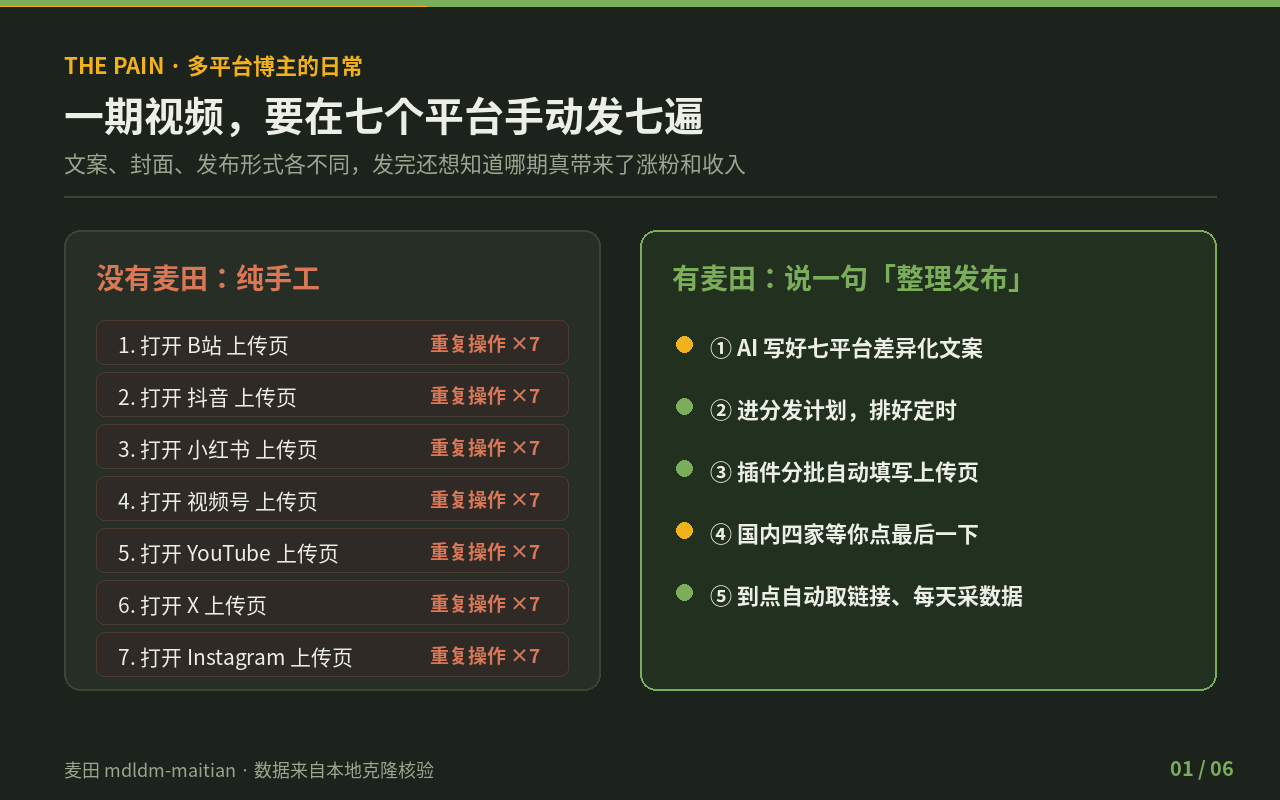 THE PAIN · 多平台博主的日常
一期视频，要在七个平台手动发七遍
文案、封面、发布形式各不同，发完还想知道哪期真带来了涨粉和收入
没有麦田：纯手工
1. 打开 B站 上传页 重复操作 ×7
2. 打开 抖音 上传页 重复操作 ×7
3. 打开 小红书 上传页 重复操作 ×7
4. 打开 视频号 上传页 重复操作 ×7
5. 打开 YouTube 上传页 重复操作 ×7
6. 打开 X 上传页 重复操作 ×7
7. 打开 Instagram 上传页 重复操作 ×7
有麦田：说一句「整理发布」
① AI 写好七平台差异化文案
② 进分发计划，排好定时
③ 插件分批自动填写上传页
④ 国内四家等你点最后一下
⑤ 到点自动取链接、每天采数据
麦田 mdldm-maitian · 数据来自本地克隆核验
01 / 06